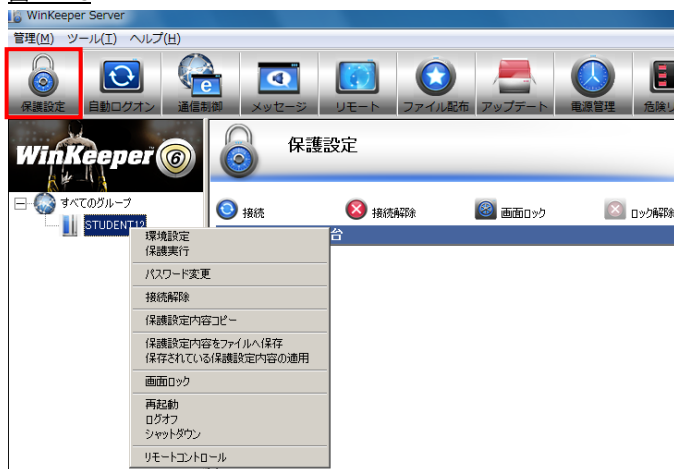 WinKeeper Server
管理(M) ツール(T) ヘルプ(H)
保護設定 自動ログオン 通信制御 メッセージ リモート ファイル配布 アップデート 電源管理
WinKeeper 6
保護設定
すべてのグループ
STUDENT12
接続 接続解除 画面ロック ロック解除
台
環境設定
保護実行
パスワード変更
接続解除
保護設定内容コピー
保護設定内容をファイルへ保存
保存されている保護設定内容の適用
画面ロック
再起動
ログオフ
シャットダウン
リモートコントロール